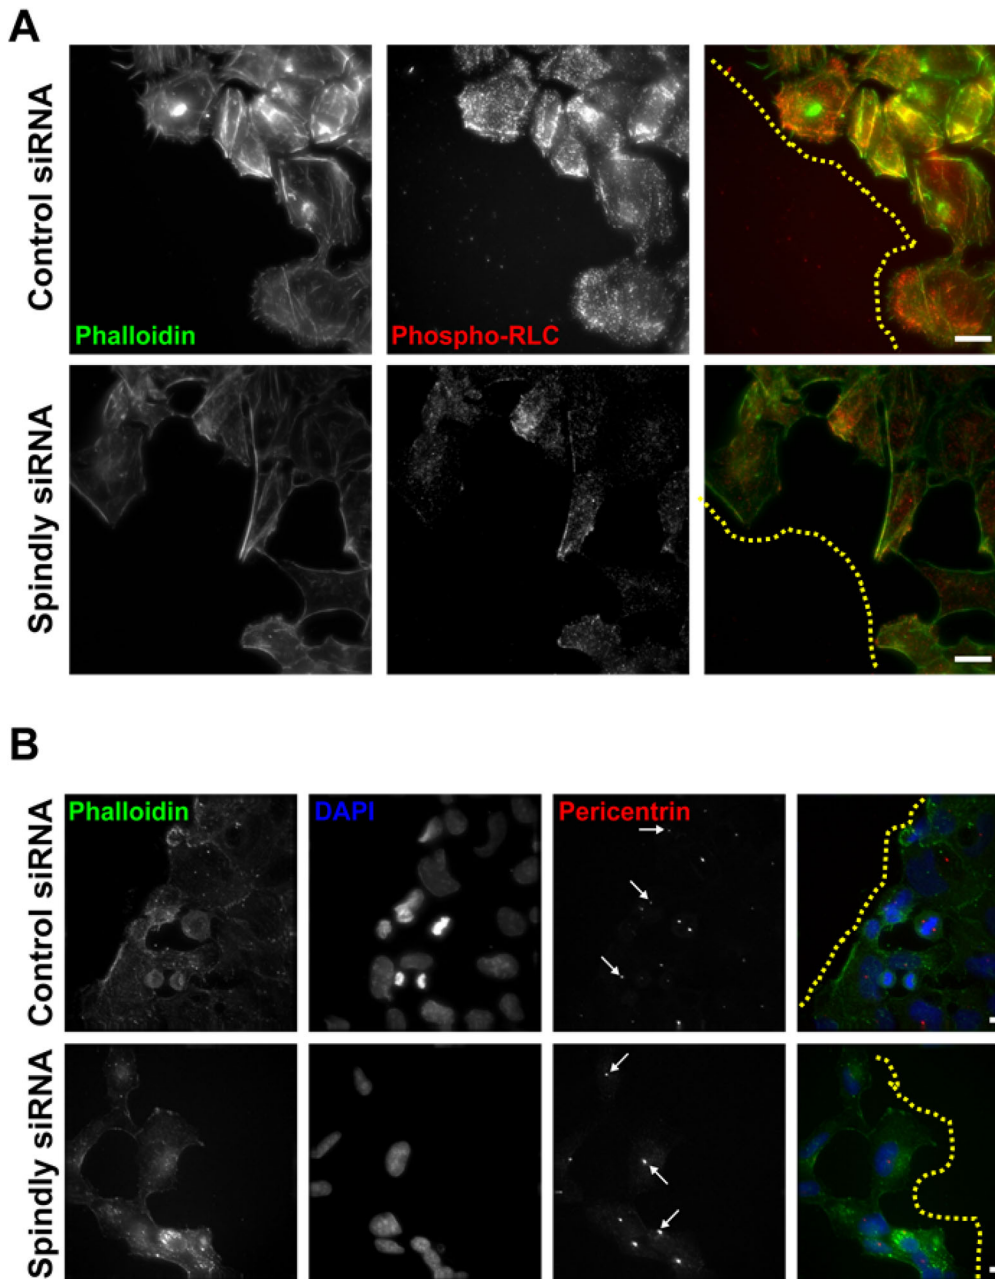 A
Control siRNA
Phalloidin
Phospho-RLC
Spindly siRNA
B
Control siRNA
Phalloidin
DAPI
Pericentrin
Spindly siRNA